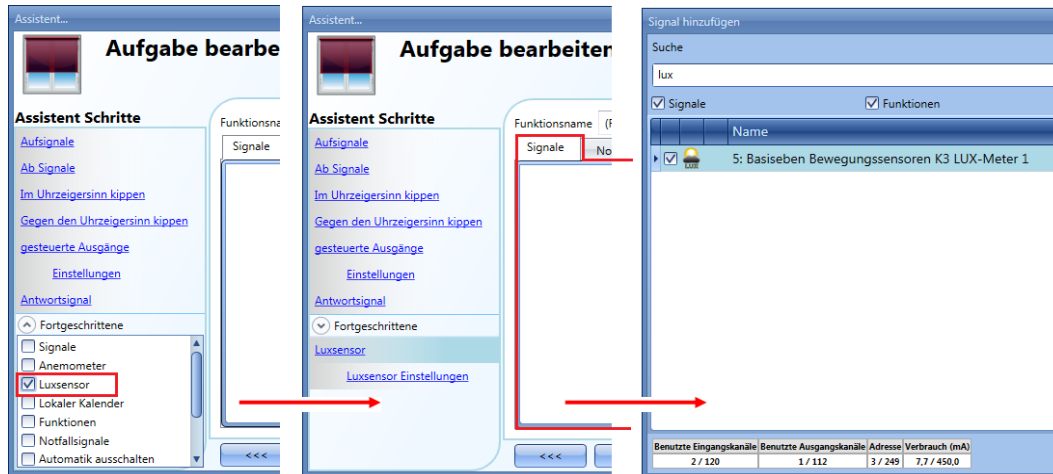 Assistent...
Aufgabe bearbe
Assistent Schritte
Aufsignale
Ab Signale
Im Uhrzeigersinn kippen
Gegen den Uhrzeigersinn kippen
gesteuerte Ausgänge
Einstellungen
Antwortsignal
Fortgeschrittene
Signale
Anemometer
Luxsensor
Lokaler Kalender
Funktionen
Notfallsignale
Automatik ausschalten
Funktionsna
Signale
<<<
Assistent...
Aufgabe bearbeiten
Assistent Schritte
Aufsignale
Ab Signale
Im Uhrzeigersinn kippen
Gegen den Uhrzeigersinn kippen
gesteuerte Ausgänge
Einstellungen
Antwortsignal
Fortgeschrittene
Luxsensor
Luxsensor Einstellungen
Funktionsname (F
Signale No
<<<
Signal hinzufügen
Suche
lux
Signale Funktionen
Name
5: Basiseben Bewegungssensoren K3 LUX-Meter 1
Benutzte Eingangskanäle Benutzte Ausgangskanäle Adresse Verbrauch (mA)
2 / 120 1 / 112 3 / 249 7,7 / 450,0